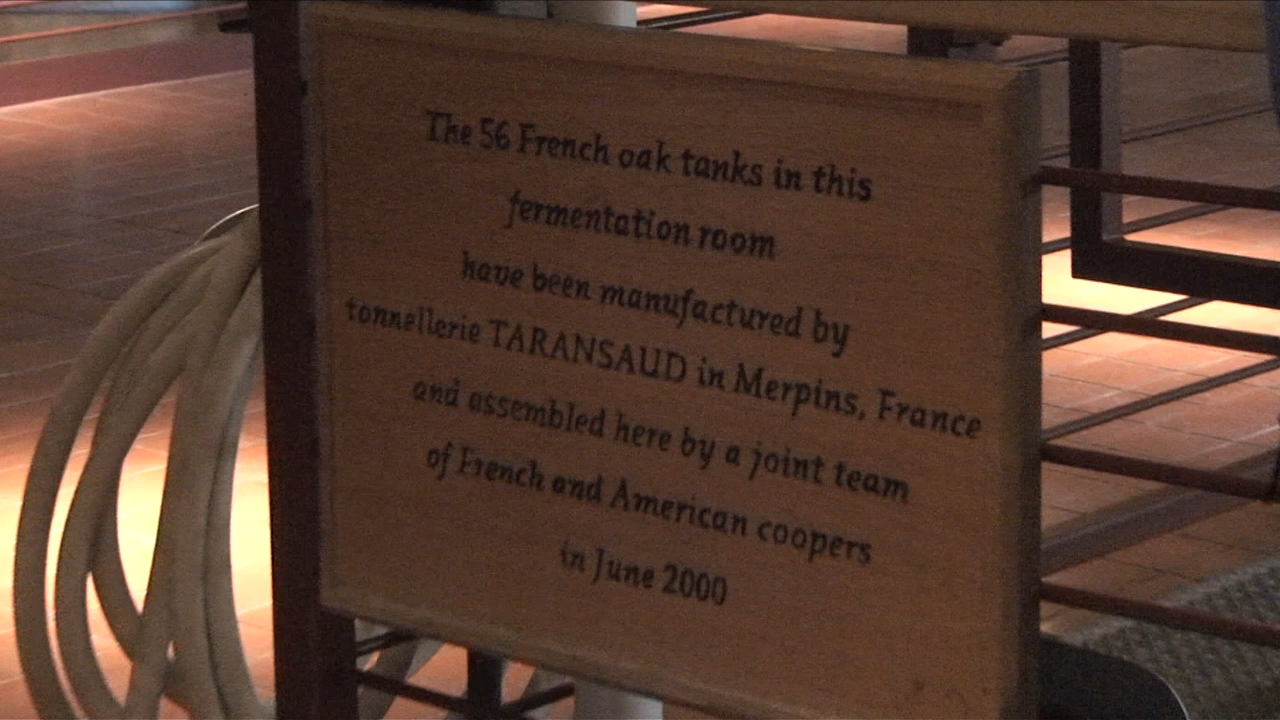 The 56 French oak tanks in this
fermentation room
have been manufactured by
tonnellerie TARANSAUD in Merpins, France
and assembled here by a joint team
of French and American coopers
in June 2000